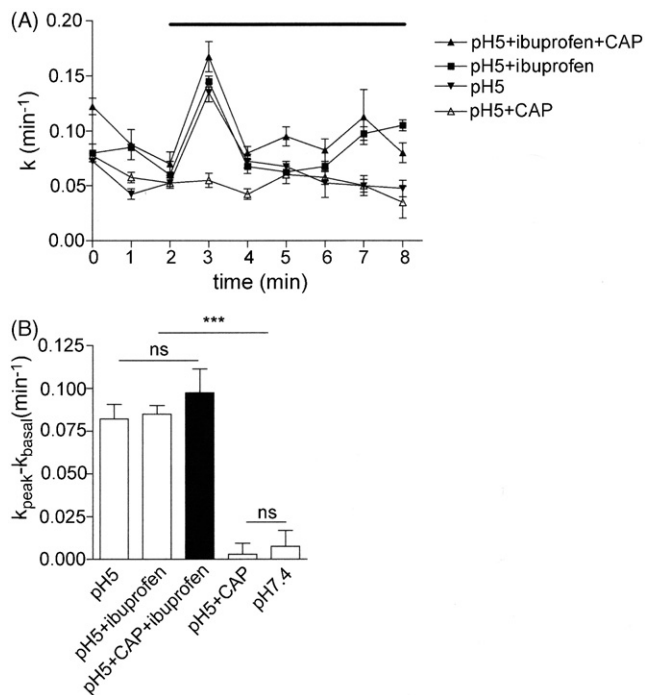 (A)
k (min⁻¹)
0.20
0.15
0.10
0.05
0.00
0 1 2 3 4 5 6 7 8
time (min)
pH5+ibuprofen+CAP
pH5+ibuprofen
pH5
pH5+CAP
(B)
k_peak-k_basal(min⁻¹)
0.125
0.100
0.075
0.050
0.025
0.000
***
ns
ns
pH5
pH5+ibuprofen
pH5+CAP+ibuprofen
pH5+CAP
pH7.4